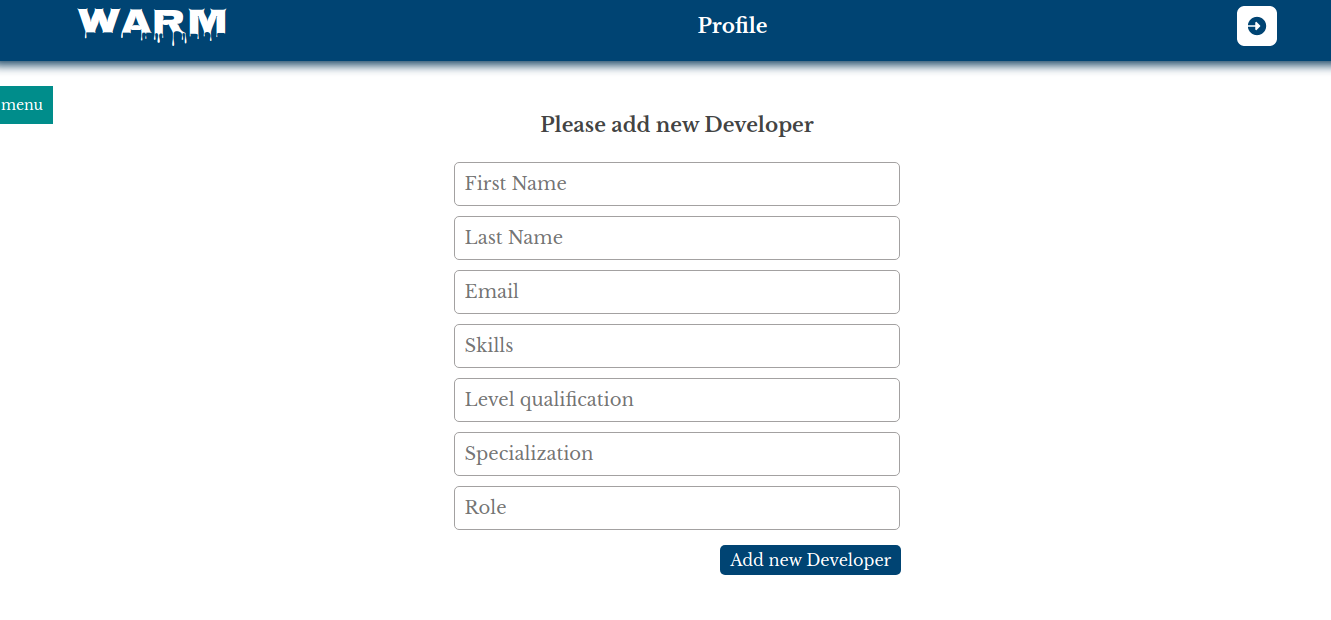 WARM
Profile
menu
Please add new Developer
First Name
Last Name
Email
Skills
Level qualification
Specialization
Role
Add new Developer